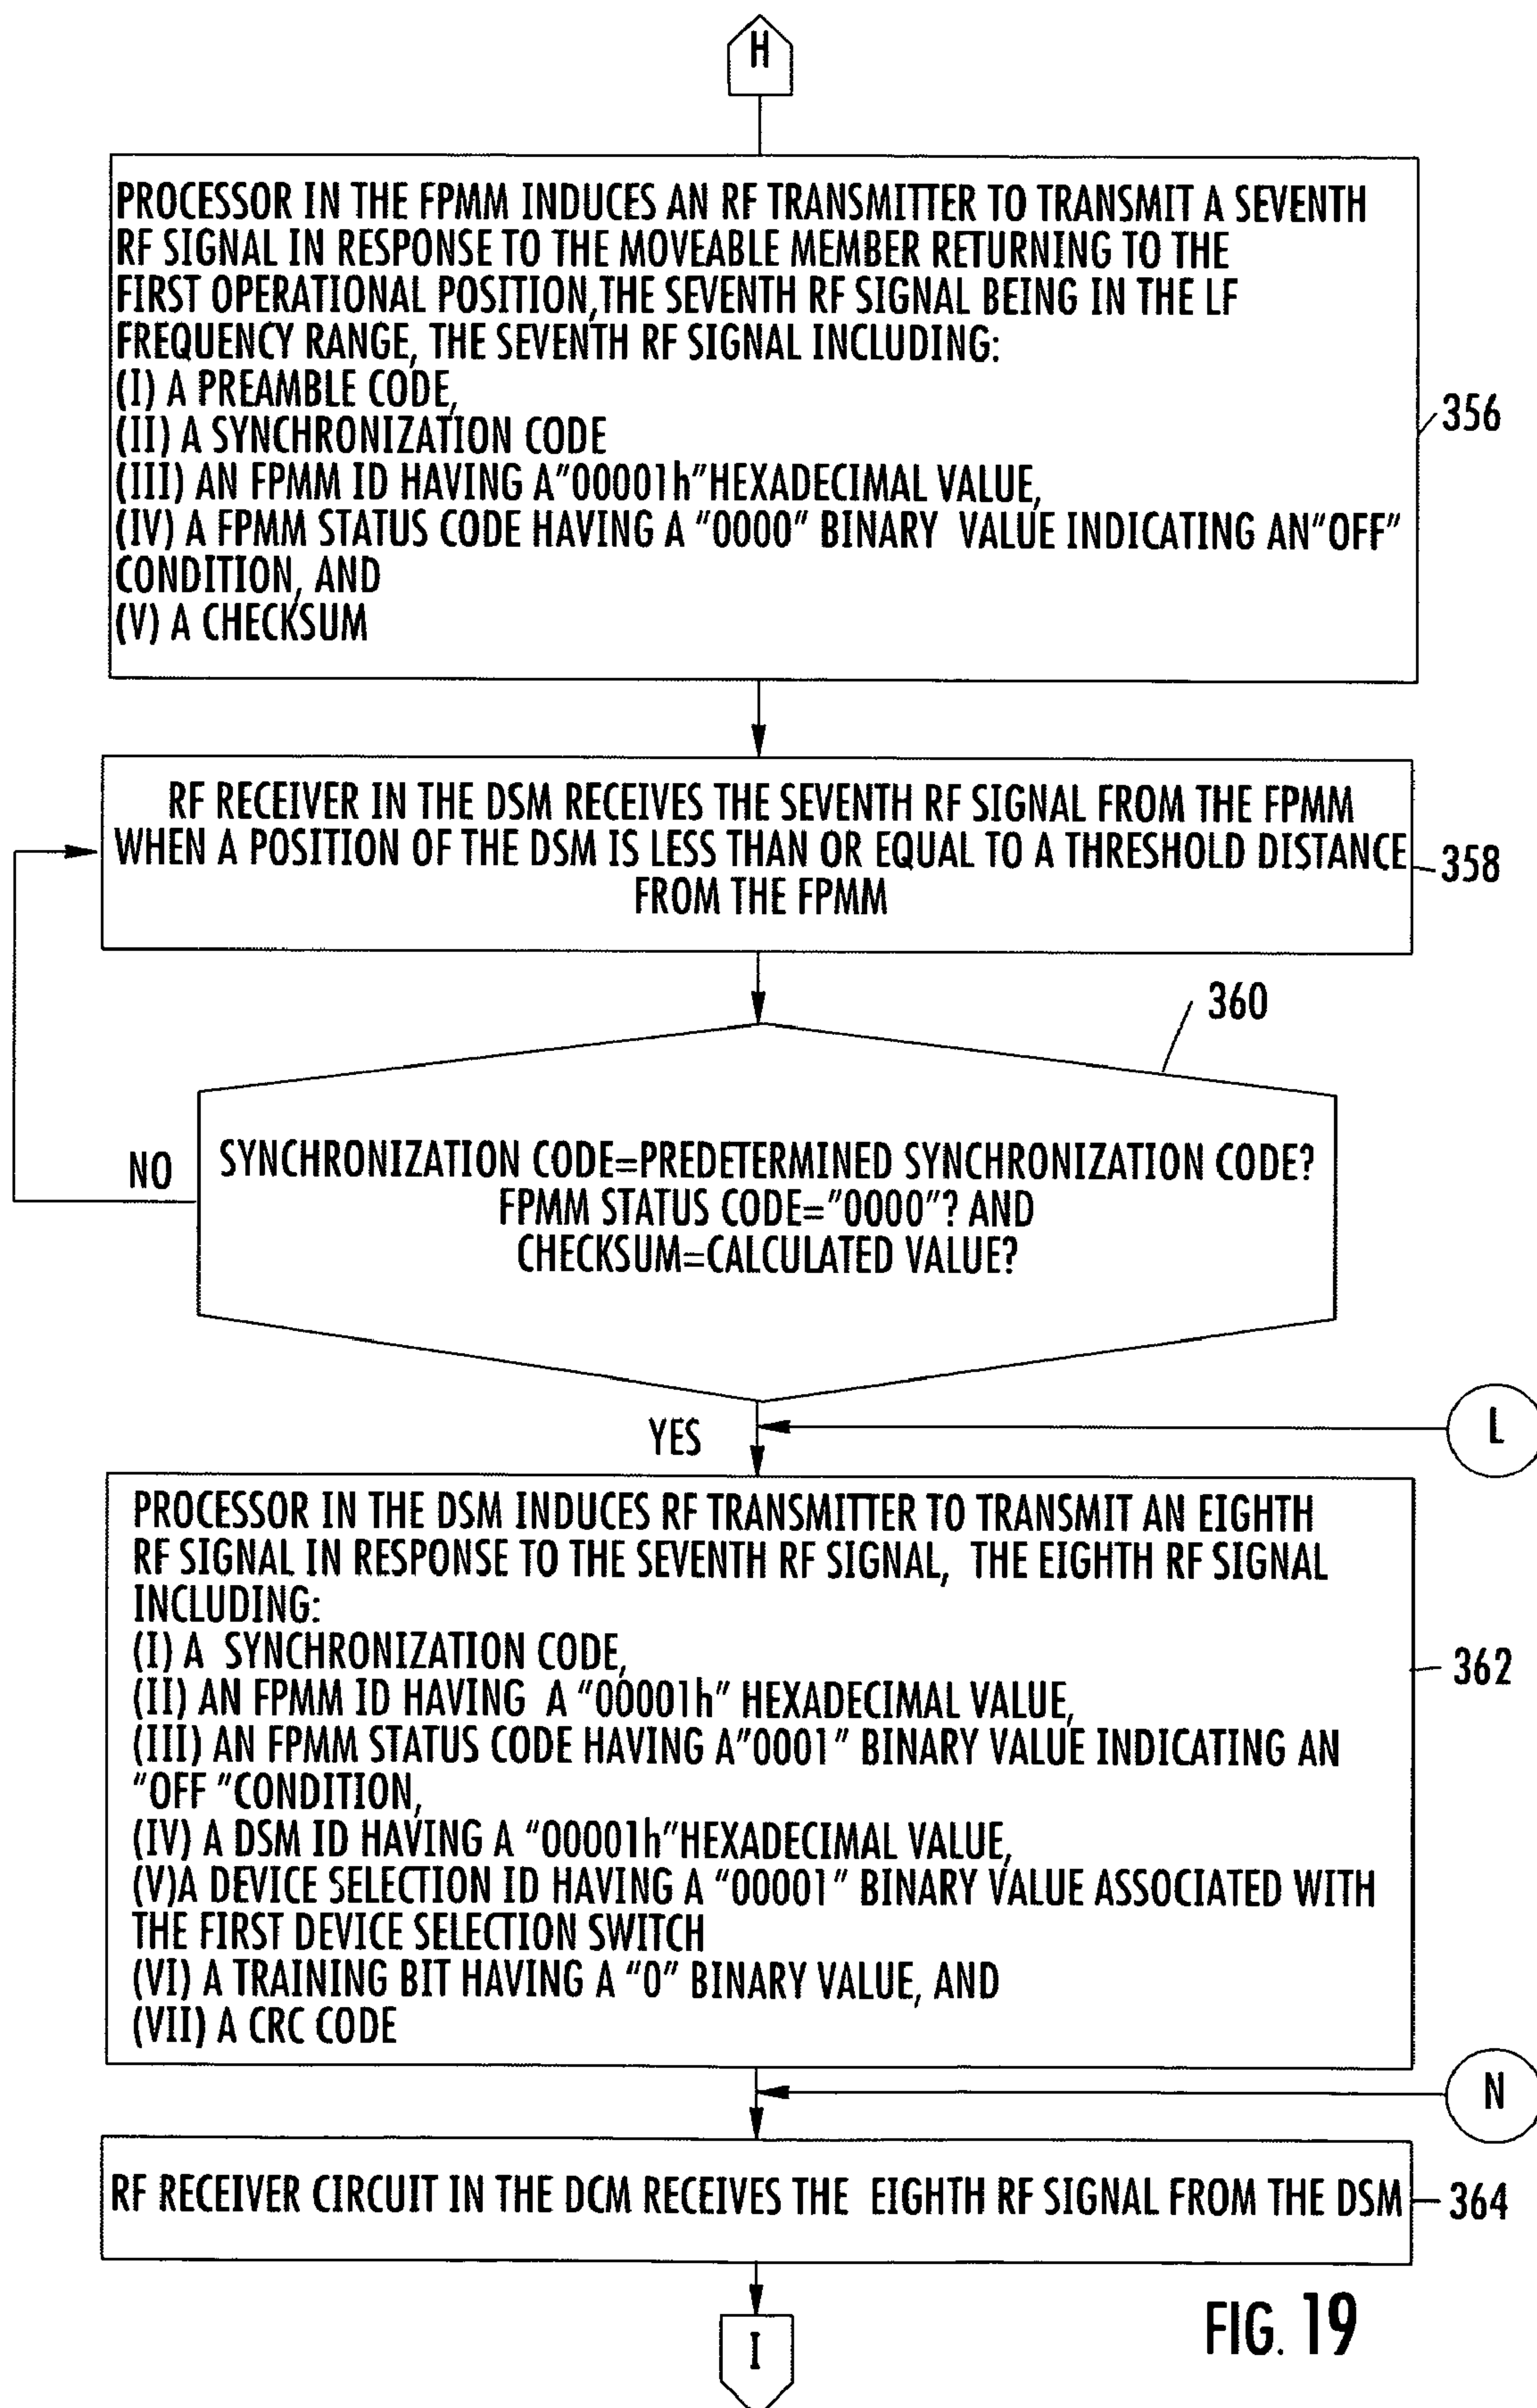 H
PROCESSOR IN THE FPMM INDUCES AN RF TRANSMITTER TO TRANSMIT A SEVENTH
RF SIGNAL IN RESPONSE TO THE MOVEABLE MEMBER RETURNING TO THE
FIRST OPERATIONAL POSITION,THE SEVENTH RF SIGNAL BEING IN THE LF
FREQUENCY RANGE, THE SEVENTH RF SIGNAL INCLUDING:
(I) A PREAMBLE CODE,
(II) A SYNCHRONIZATION CODE
(III) AN FPMM ID HAVING A"00001h"HEXADECIMAL VALUE,
(IV) A FPMM STATUS CODE HAVING A "0000" BINARY VALUE INDICATING AN"OFF"
CONDITION, AND
(V) A CHECKSUM
356
RF RECEIVER IN THE DSM RECEIVES THE SEVENTH RF SIGNAL FROM THE FPMM
WHEN A POSITION OF THE DSM IS LESS THAN OR EQUAL TO A THRESHOLD DISTANCE
FROM THE FPMM
358
360
SYNCHRONIZATION CODE=PREDETERMINED SYNCHRONIZATION CODE?
FPMM STATUS CODE="0000"? AND
CHECKSUM=CALCULATED VALUE?
NO
YES
L
PROCESSOR IN THE DSM INDUCES RF TRANSMITTER TO TRANSMIT AN EIGHTH
RF SIGNAL IN RESPONSE TO THE SEVENTH RF SIGNAL, THE EIGHTH RF SIGNAL
INCLUDING:
(I) A SYNCHRONIZATION CODE,
(II) AN FPMM ID HAVING A "00001h" HEXADECIMAL VALUE,
(III) AN FPMM STATUS CODE HAVING A"0001" BINARY VALUE INDICATING AN
"OFF "CONDITION,
(IV) A DSM ID HAVING A "00001h"HEXADECIMAL VALUE,
(V)A DEVICE SELECTION ID HAVING A "00001" BINARY VALUE ASSOCIATED WITH
THE FIRST DEVICE SELECTION SWITCH
(VI) A TRAINING BIT HAVING A "0" BINARY VALUE, AND
(VII) A CRC CODE
362
N
RF RECEIVER CIRCUIT IN THE DCM RECEIVES THE EIGHTH RF SIGNAL FROM THE DSM
364
I
FIG. 19